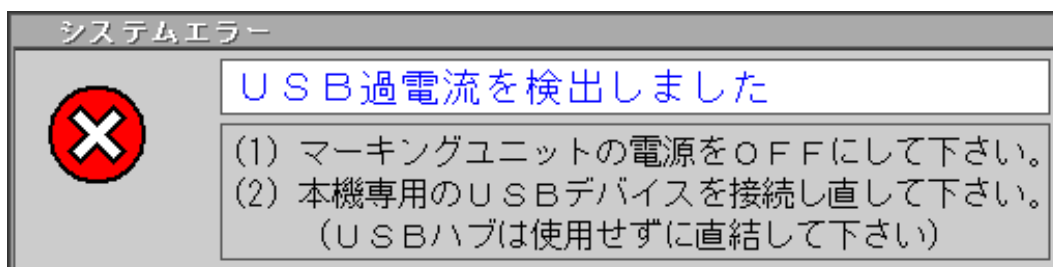 システムエラー
USB過電流を検出しました
(1) マーキングユニットの電源をOFFにして下さい。
(2) 本機専用のUSBデバイスを接続し直して下さい。
(USBハブは使用せずに直結して下さい)